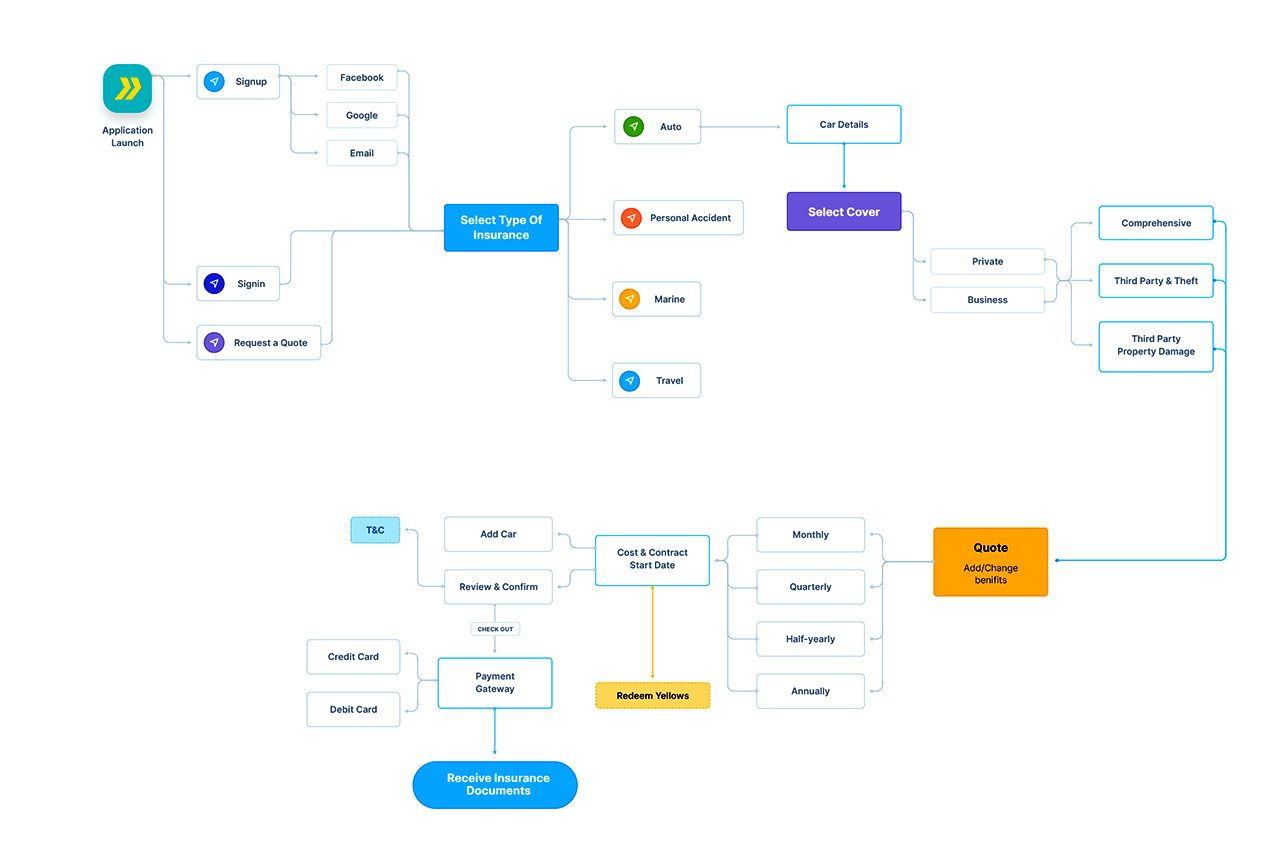 Application
Launch
Signup
Facebook
Google
Email
Signin
Request a Quote
Select Type Of
Insurance
Auto
Personal Accident
Marine
Travel
Car Details
Select Cover
Private
Business
Comprehensive
Third Party & Theft
Third Party
Property Damage
Quote
Add/Change
benifits
Monthly
Quarterly
Half-yearly
Annually
Cost & Contract
Start Date
Redeem Yellows
Add Car
Review & Confirm
T&C
CHECK OUT
Payment
Gateway
Credit Card
Debit Card
Receive Insurance
Documents